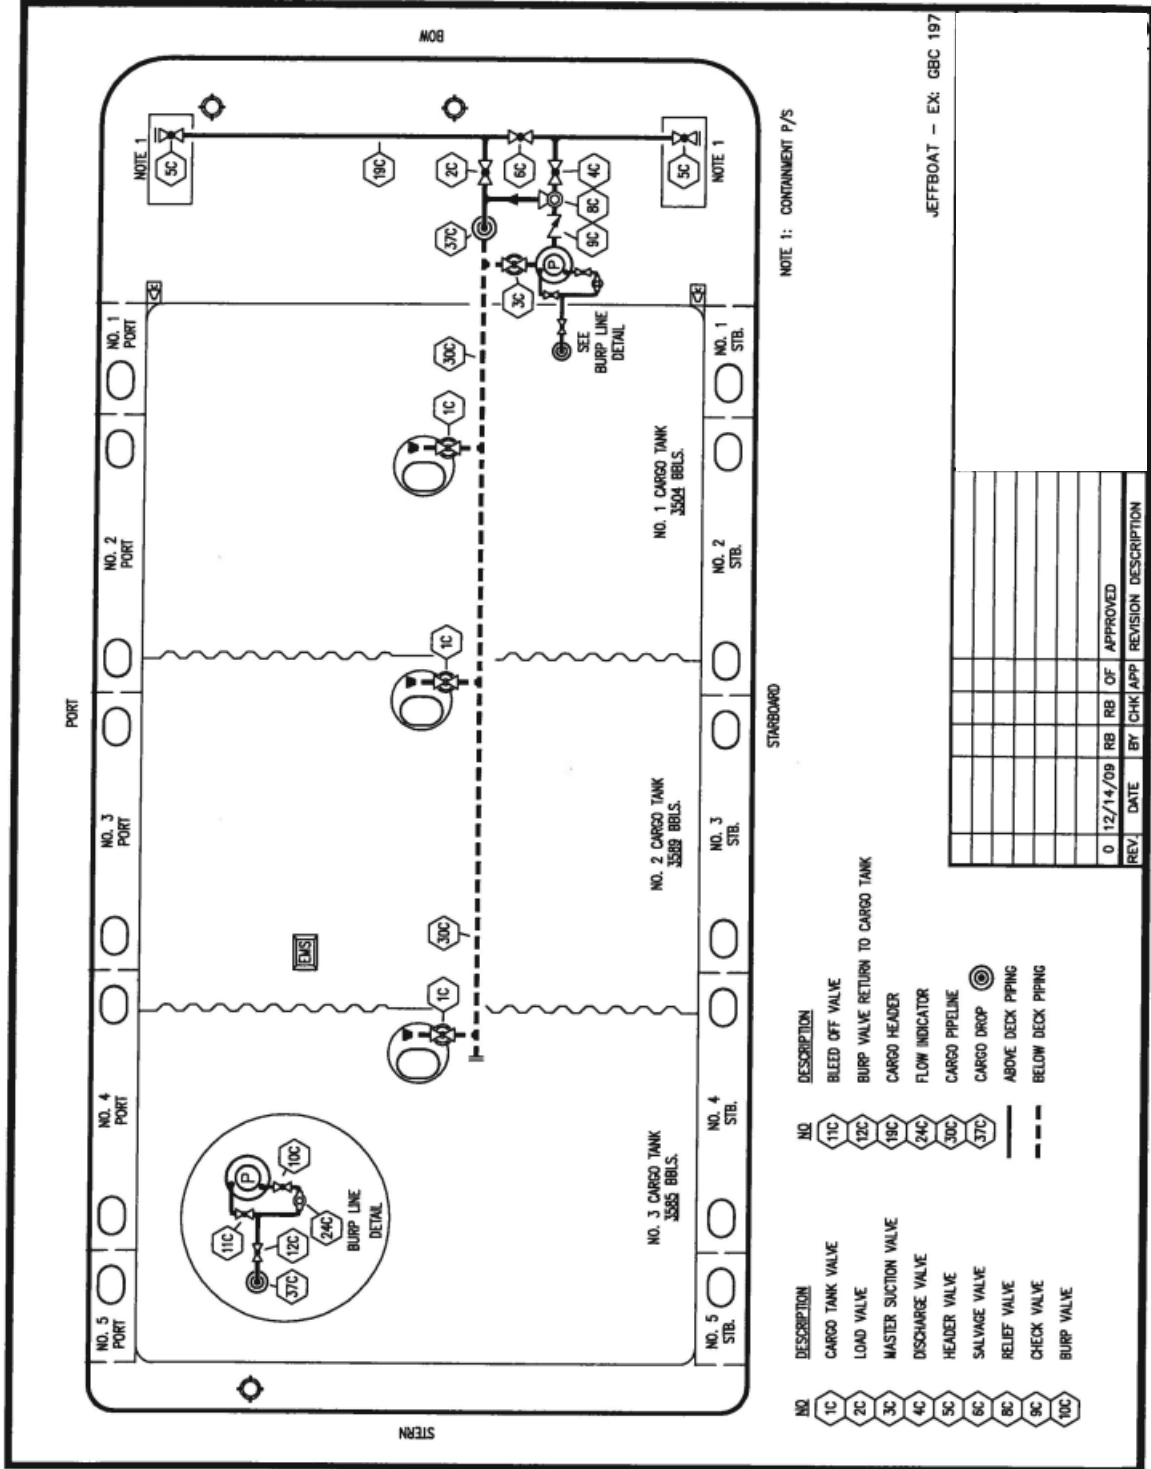 BOW
PORT
STARBOARD
STERN
NOTE 1
5C
19C
2C
6C
4C
5C
NOTE 1
37C
8C
9C
3C
P
SEE
BURP LINE
DETAIL
30C
1C
1C
30C
1C
EMS
NO. 1
PORT
NO. 2
PORT
NO. 3
PORT
NO. 4
PORT
NO. 5
PORT
NO. 1
STB.
NO. 2
STB.
NO. 3
STB.
NO. 4
STB.
NO. 5
STB.
NO. 1 CARGO TANK
3504 BBLS.
NO. 2 CARGO TANK
3589 BBLS.
NO. 3 CARGO TANK
3585 BBLS.
P
10C
11C
24C
12C
37C
BURP LINE
DETAIL
NOTE 1: CONTAINMENT P/S
JEFFBOAT - EX: GBC 197
NO DESCRIPTION
1C CARGO TANK VALVE
2C LOAD VALVE
3C MASTER SUCTION VALVE
4C DISCHARGE VALVE
5C HEADER VALVE
6C SALVAGE VALVE
8C RELIEF VALVE
9C CHECK VALVE
10C BURP VALVE
NO DESCRIPTION
11C BLEED OFF VALVE
12C BURP VALVE RETURN TO CARGO TANK
19C CARGO HEADER
24C FLOW INDICATOR
30C CARGO PIPELINE
37C CARGO DROP
ABOVE DECK PIPING
BELOW DECK PIPING
0 12/14/09 RB RB OF APPROVED
REV. DATE BY CHK APP REVISION DESCRIPTION